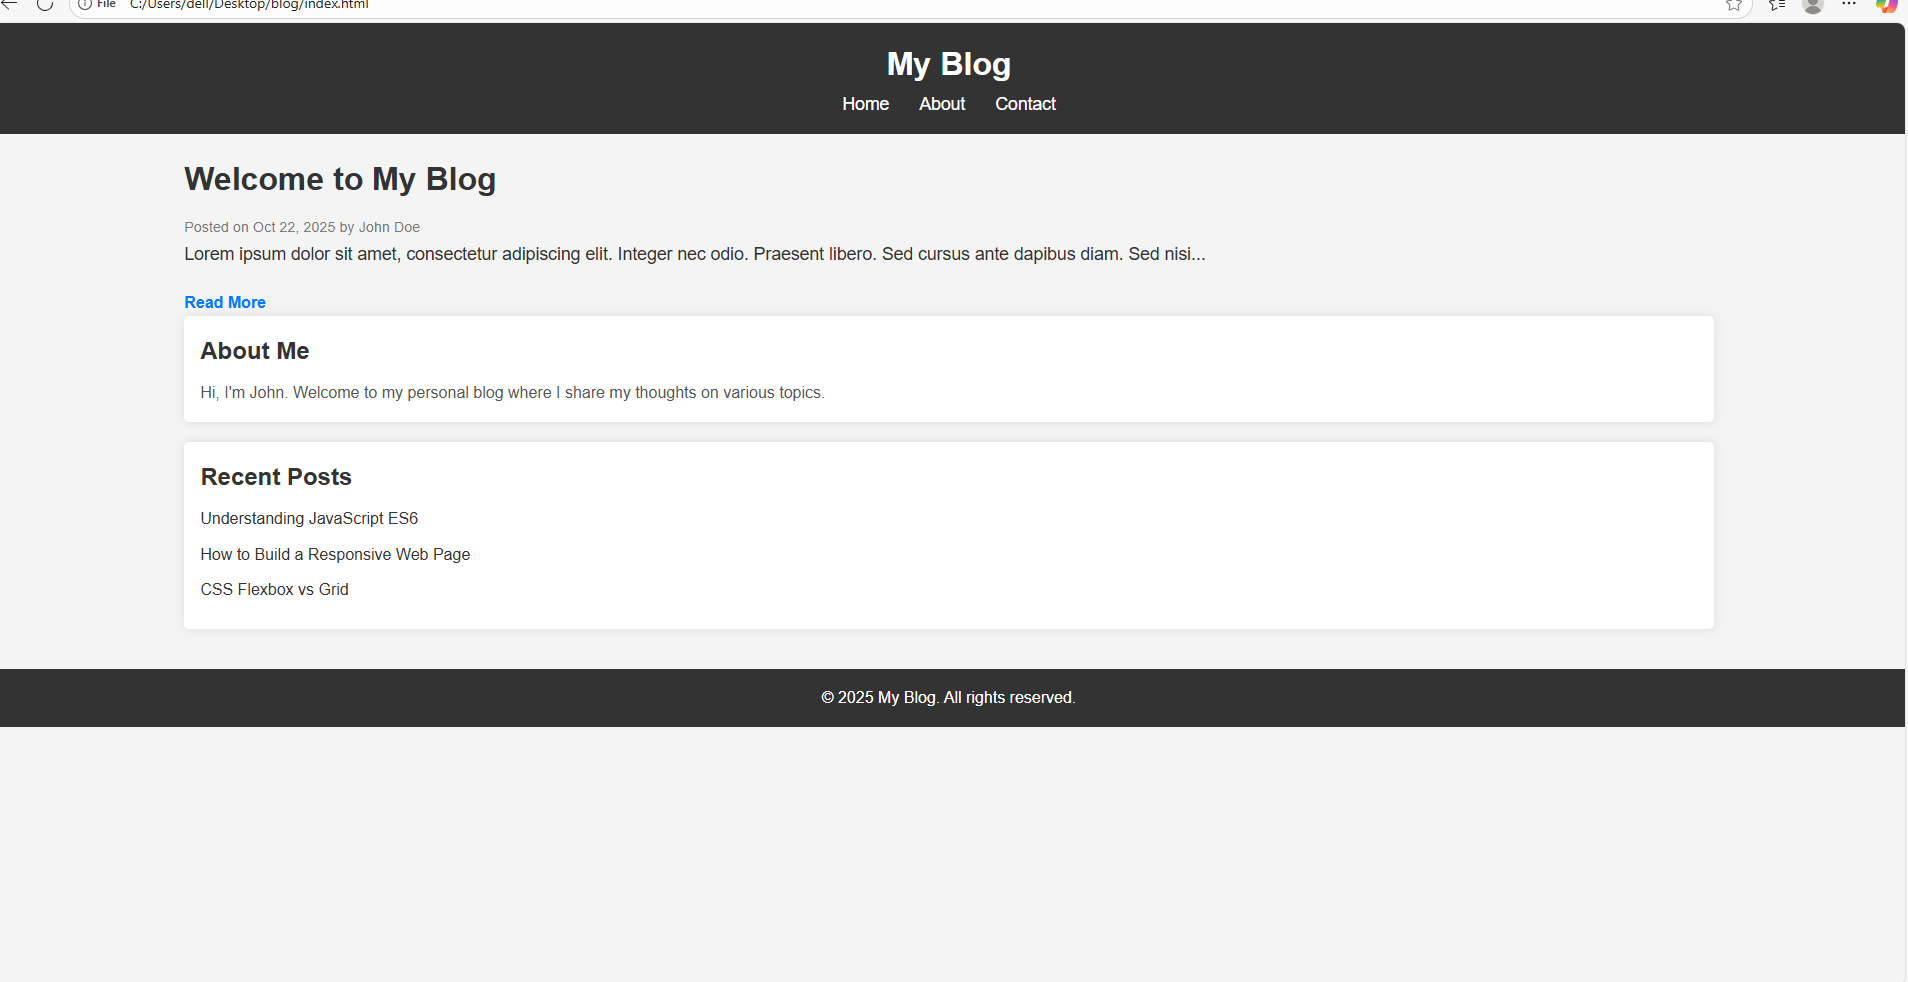 File C:/Users/dell/Desktop/blog/index.html
My Blog
Home About Contact
Welcome to My Blog
Posted on Oct 22, 2025 by John Doe
Lorem ipsum dolor sit amet, consectetur adipiscing elit. Integer nec odio. Praesent libero. Sed cursus ante dapibus diam. Sed nisi...
Read More
About Me
Hi, I'm John. Welcome to my personal blog where I share my thoughts on various topics.
Recent Posts
Understanding JavaScript ES6
How to Build a Responsive Web Page
CSS Flexbox vs Grid
© 2025 My Blog. All rights reserved.